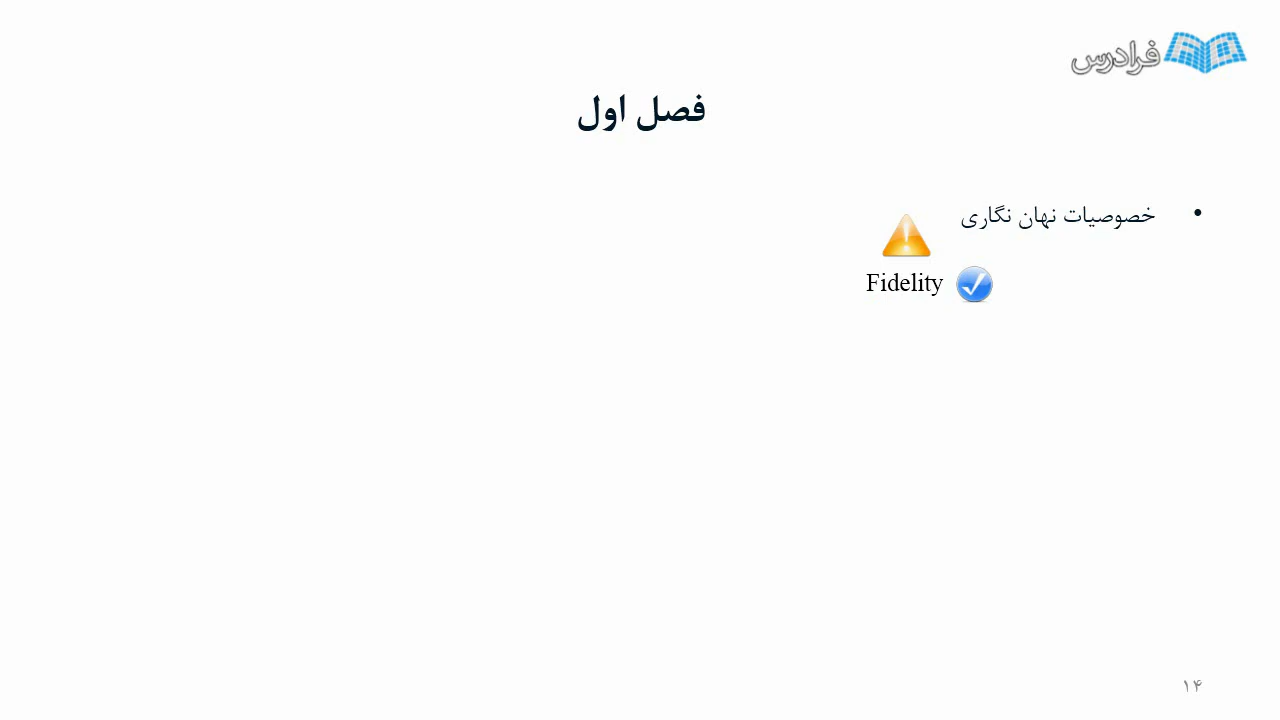 فرادرس
فصل اول
• خصوصیات نهان نگاری
Fidelity
۱۴